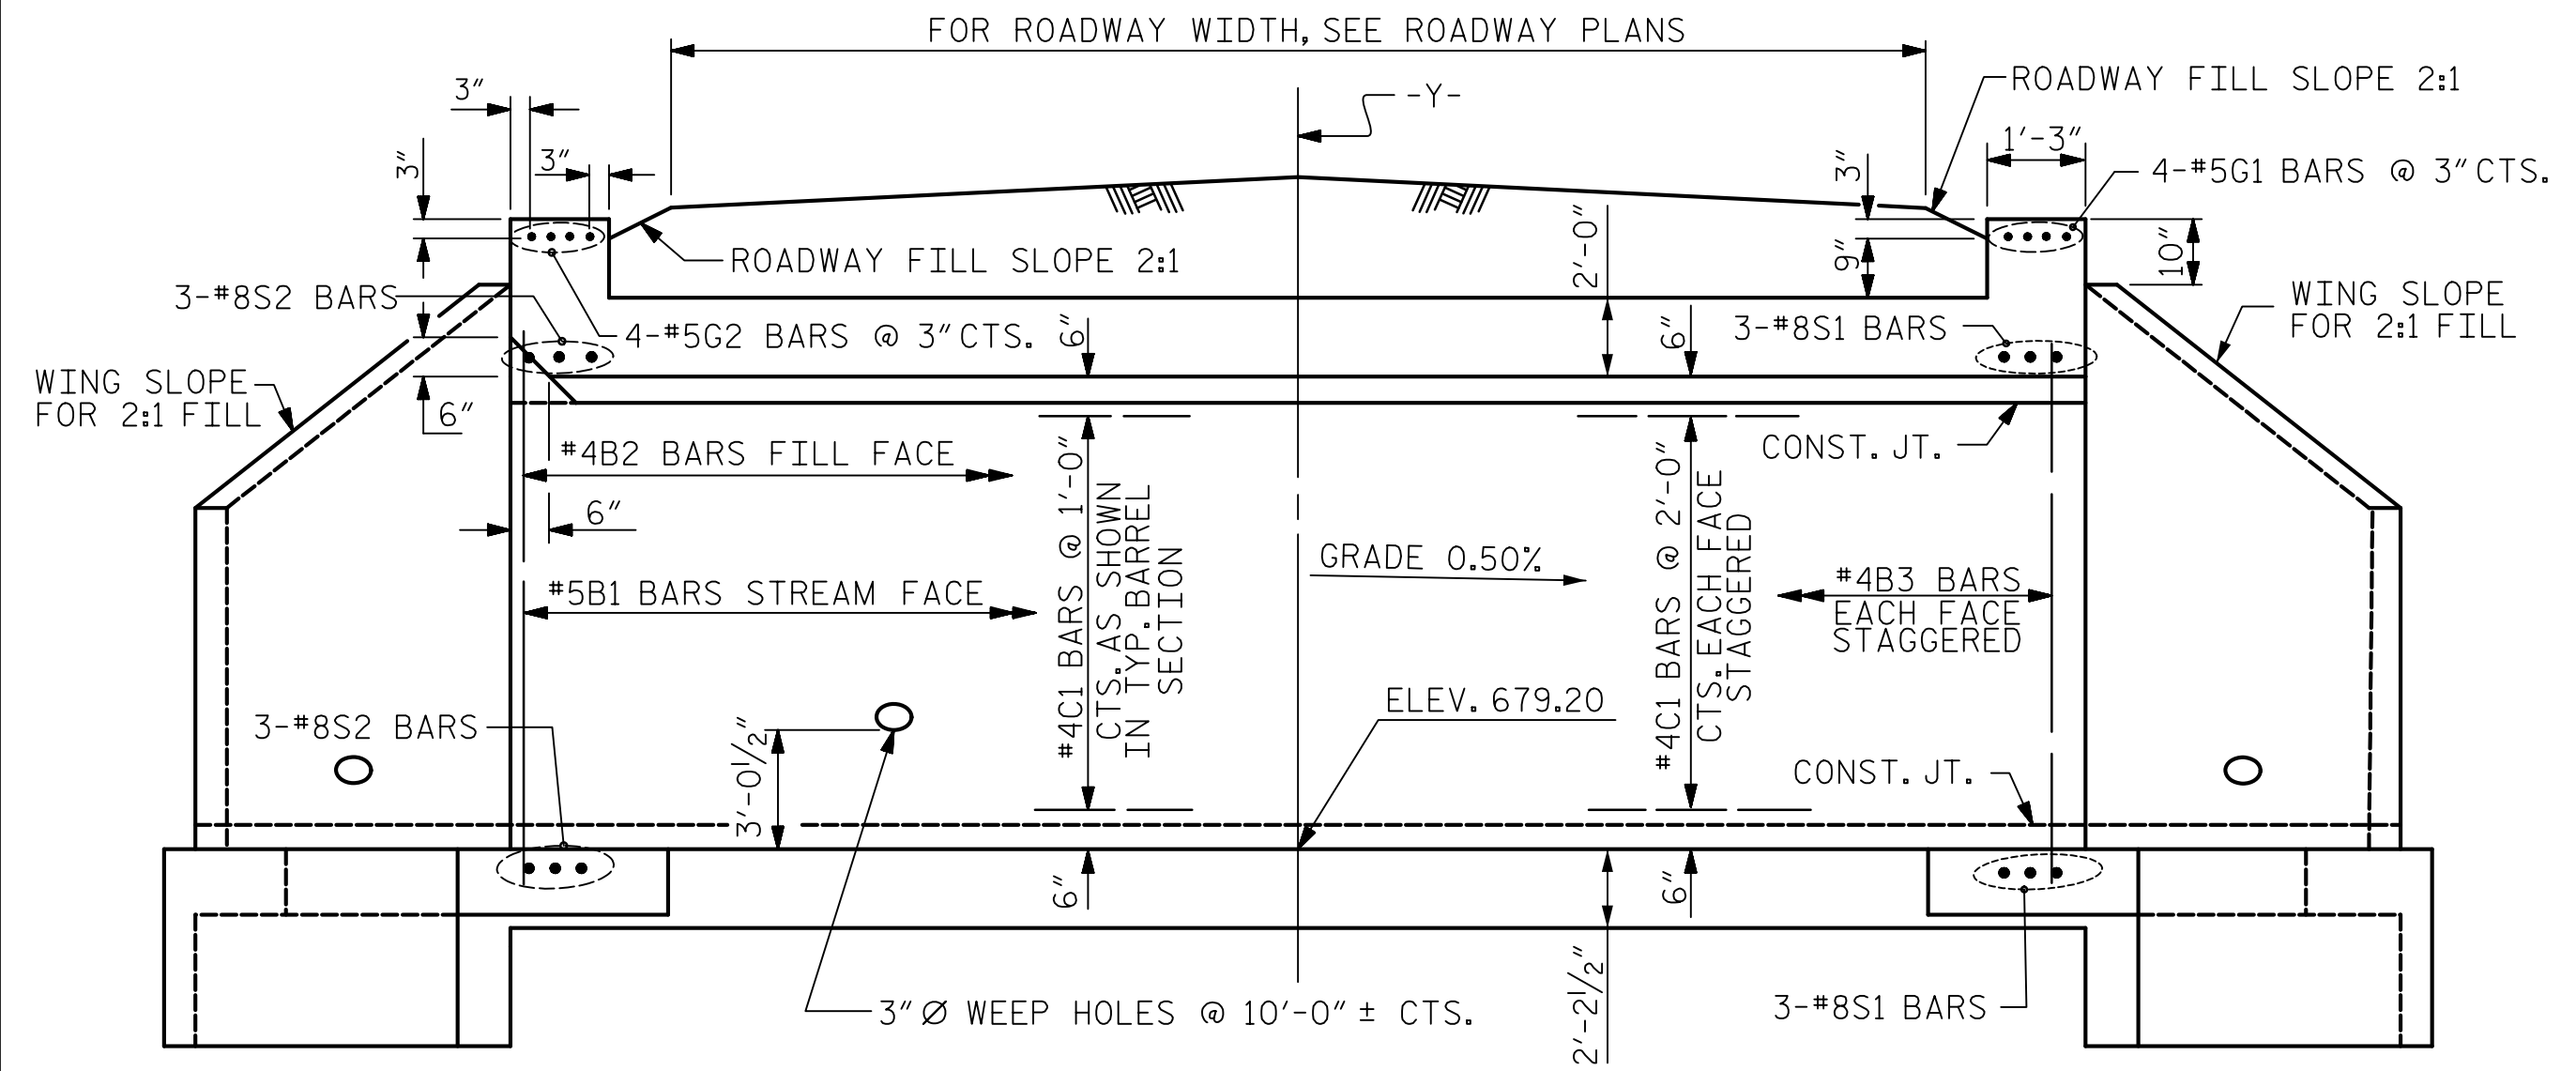 FOR ROADWAY WIDTH, SEE ROADWAY PLANS
-Y-
ROADWAY FILL SLOPE 2:1
3"
3"
3"
1'-3"
3"
4-#5G1 BARS @ 3" CTS.
ROADWAY FILL SLOPE 2:1
2'-0"
9"
10"
3-#8S2 BARS
4-#5G2 BARS @ 3" CTS.
6"
6"
3-#8S1 BARS
WING SLOPE
FOR 2:1 FILL
WING SLOPE
FOR 2:1 FILL
6"
#4B2 BARS FILL FACE
CONST. JT.
6"
#4C1 BARS @ 1'-0"
CTS. AS SHOWN
IN TYP. BARREL
SECTION
#4C1 BARS @ 2'-0"
CTS. EACH FACE
STAGGERED
GRADE 0.50%
#5B1 BARS STREAM FACE
#4B3 BARS
EACH FACE
STAGGERED
ELEV. 679.20
3-#8S2 BARS
3'-0 1/2"
CONST. JT.
6"
6"
3" Ø WEEP HOLES @ 10'-0" ± CTS.
2'-2 1/2"
3-#8S1 BARS